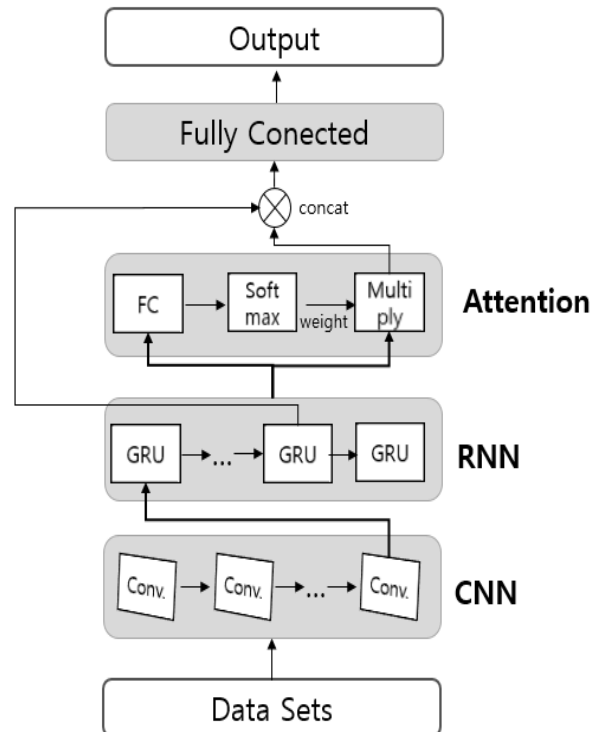 Output
Fully Conected
concat
FC
Soft
max
weight
Multi
ply
Attention
GRU
...
GRU
GRU
RNN
Conv.
Conv.
...
Conv.
CNN
Data Sets